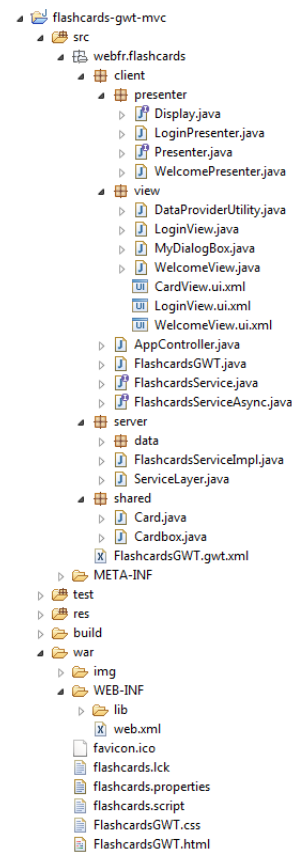 flashcards-gwt-mvc
src
webfr.flashcards
client
presenter
Display.java
LoginPresenter.java
Presenter.java
WelcomePresenter.java
view
DataProviderUtility.java
LoginView.java
MyDialogBox.java
WelcomeView.java
CardView.ui.xml
LoginView.ui.xml
WelcomeView.ui.xml
AppController.java
FlashcardsGWT.java
FlashcardsService.java
FlashcardsServiceAsync.java
server
data
FlashcardsServiceImpl.java
ServiceLayer.java
shared
Card.java
Cardbox.java
FlashcardsGWT.gwt.xml
META-INF
test
res
build
war
img
WEB-INF
lib
web.xml
favicon.ico
flashcards.lck
flashcards.properties
flashcards.script
FlashcardsGWT.css
FlashcardsGWT.html